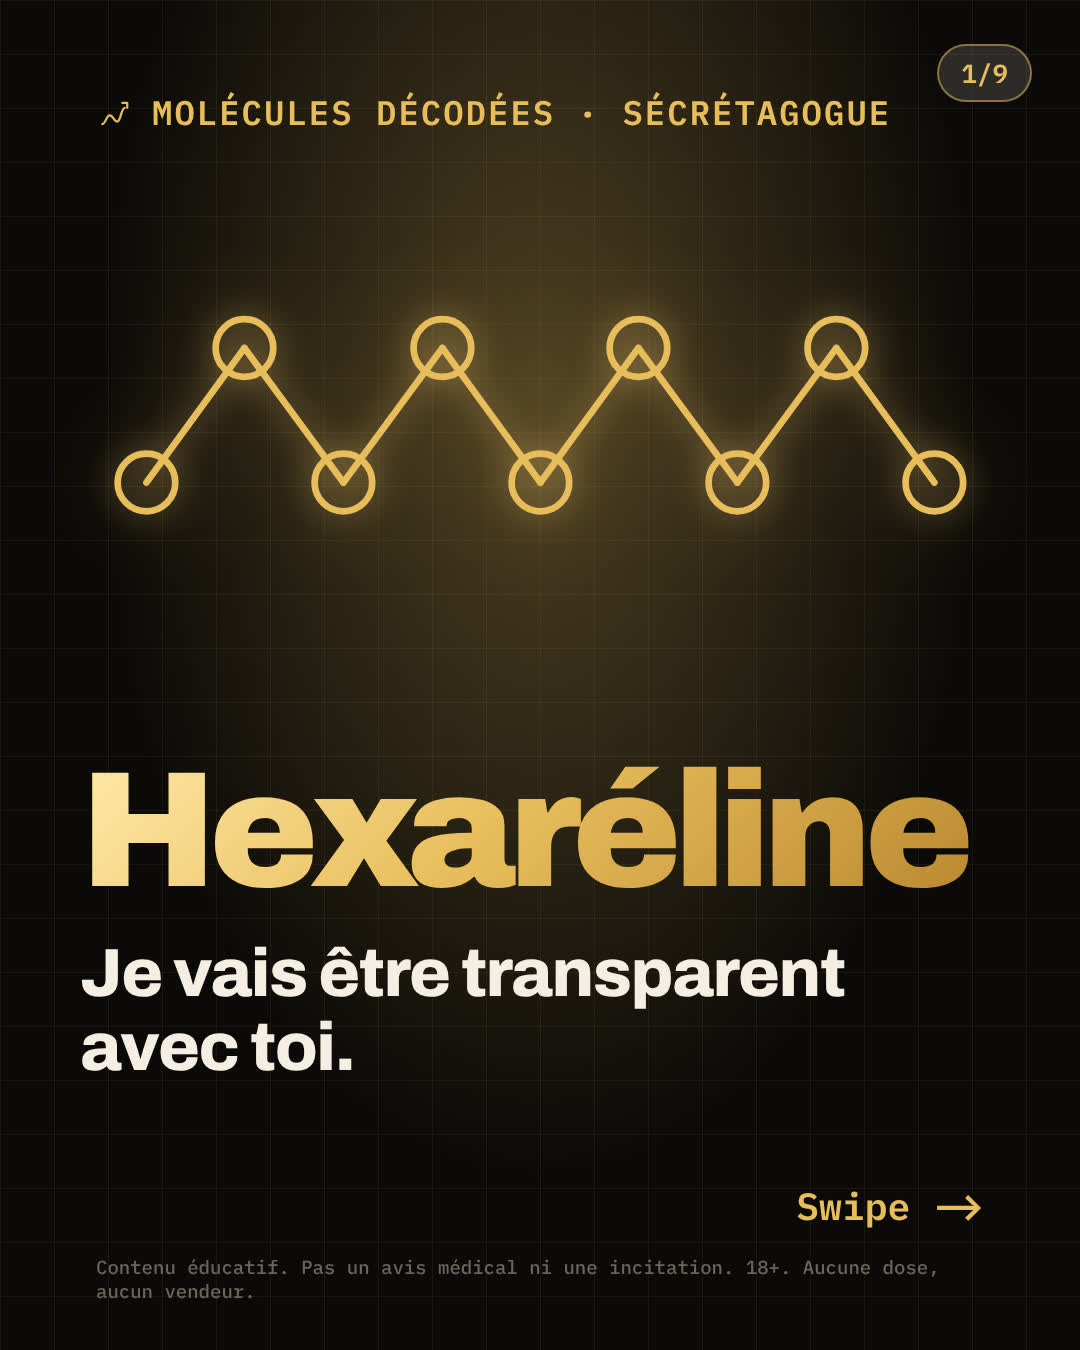 1/9
MOLÉCULES DÉCODÉES · SÉCRÉTAGOGUE
Hexaréline
Je vais être transparent
avec toi.
Swipe →
Contenu éducatif. Pas un avis médical ni une incitation. 18+. Aucune dose,
aucun vendeur.